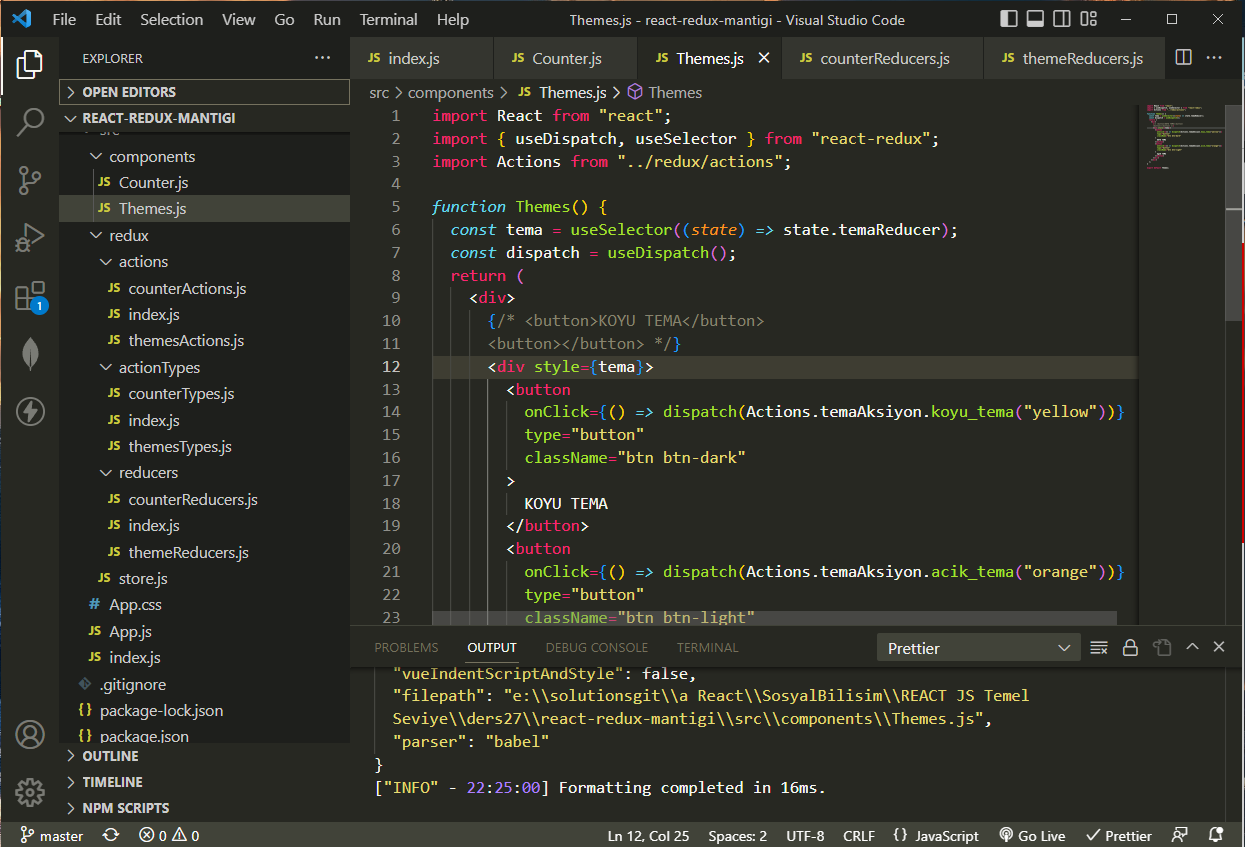 File Edit Selection View Go Run Terminal Help Themes.js - react-redux-mantigi - Visual Studio Code
EXPLORER ···
OPEN EDITORS
REACT-REDUX-MANTIGI
src
components
JS Counter.js
JS Themes.js
redux
actions
JS counterActions.js
JS index.js
JS themesActions.js
actionTypes
JS counterTypes.js
JS index.js
JS themesTypes.js
reducers
JS counterReducers.js
JS index.js
JS themeReducers.js
JS store.js
# App.css
JS App.js
JS index.js
.gitignore
{} package-lock.json
{} package.json
OUTLINE
TIMELINE
NPM SCRIPTS
1
JS index.js JS Counter.js JS Themes.js JS counterReducers.js JS themeReducers.js ···
src > components > JS Themes.js > Themes
1 import React from "react";
2 import { useDispatch, useSelector } from "react-redux";
3 import Actions from "../redux/actions";
4
5 function Themes() {
6 const tema = useSelector((state) => state.temaReducer);
7 const dispatch = useDispatch();
8 return (
9 <div>
10 {/* <button>KOYU TEMA</button>
11 <button></button> */}
12 <div style={tema}>
13 <button
14 onClick={() => dispatch(Actions.temaAksiyon.koyu_tema("yellow"))}
15 type="button"
16 className="btn btn-dark"
17 >
18 KOYU TEMA
19 </button>
20 <button
21 onClick={() => dispatch(Actions.temaAksiyon.acik_tema("orange"))}
22 type="button"
23 className="btn btn-light"
PROBLEMS OUTPUT DEBUG CONSOLE TERMINAL Prettier
"vueIndentScriptAndStyle": false,
"filepath": "e:\\solutionsgit\\a React\\SosyalBilisim\\REACT JS Temel
Seviye\\ders27\\react-redux-mantigi\\src\\components\\Themes.js",
"parser": "babel"
}
["INFO" - 22:25:00] Formatting completed in 16ms.
master 0 0 Ln 12, Col 25 Spaces: 2 UTF-8 CRLF {} JavaScript Go Live Prettier